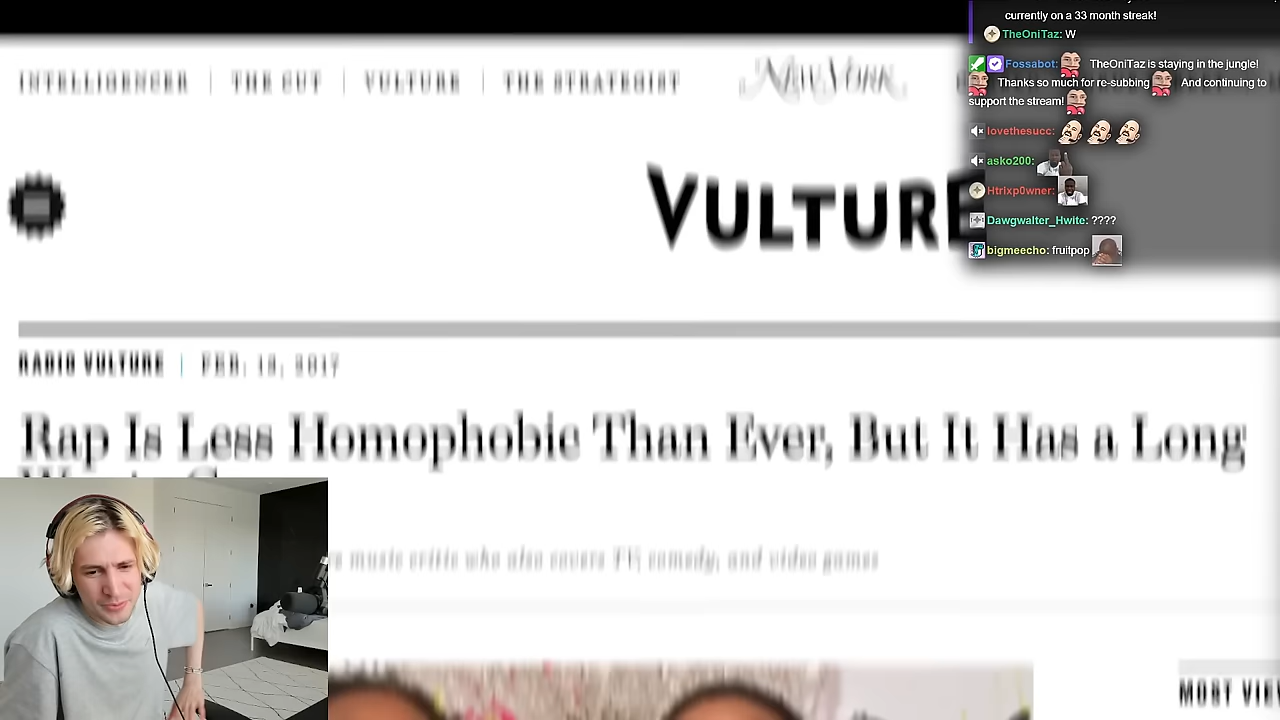 currently on a 33 month streak!
TheOniTaz: W
Fossabot: TheOniTaz is staying in the jungle!
Thanks so much for re-subbing And continuing to
support the stream!
lovethesucc:
asko200:
Htrlxp0wner:
Dawgwalter_Hwite: ????
bigmeecho: fruitpop
INTELLIGENCER THE CUT VULTURE THE STRATEGIST NEW YORK
VULTURE
RADIO VULTURE FEB. 2017
Rap Is Less Homophobic Than Ever, But It Has a Long
music critic who also covers TV, comedy, and video games
MOST